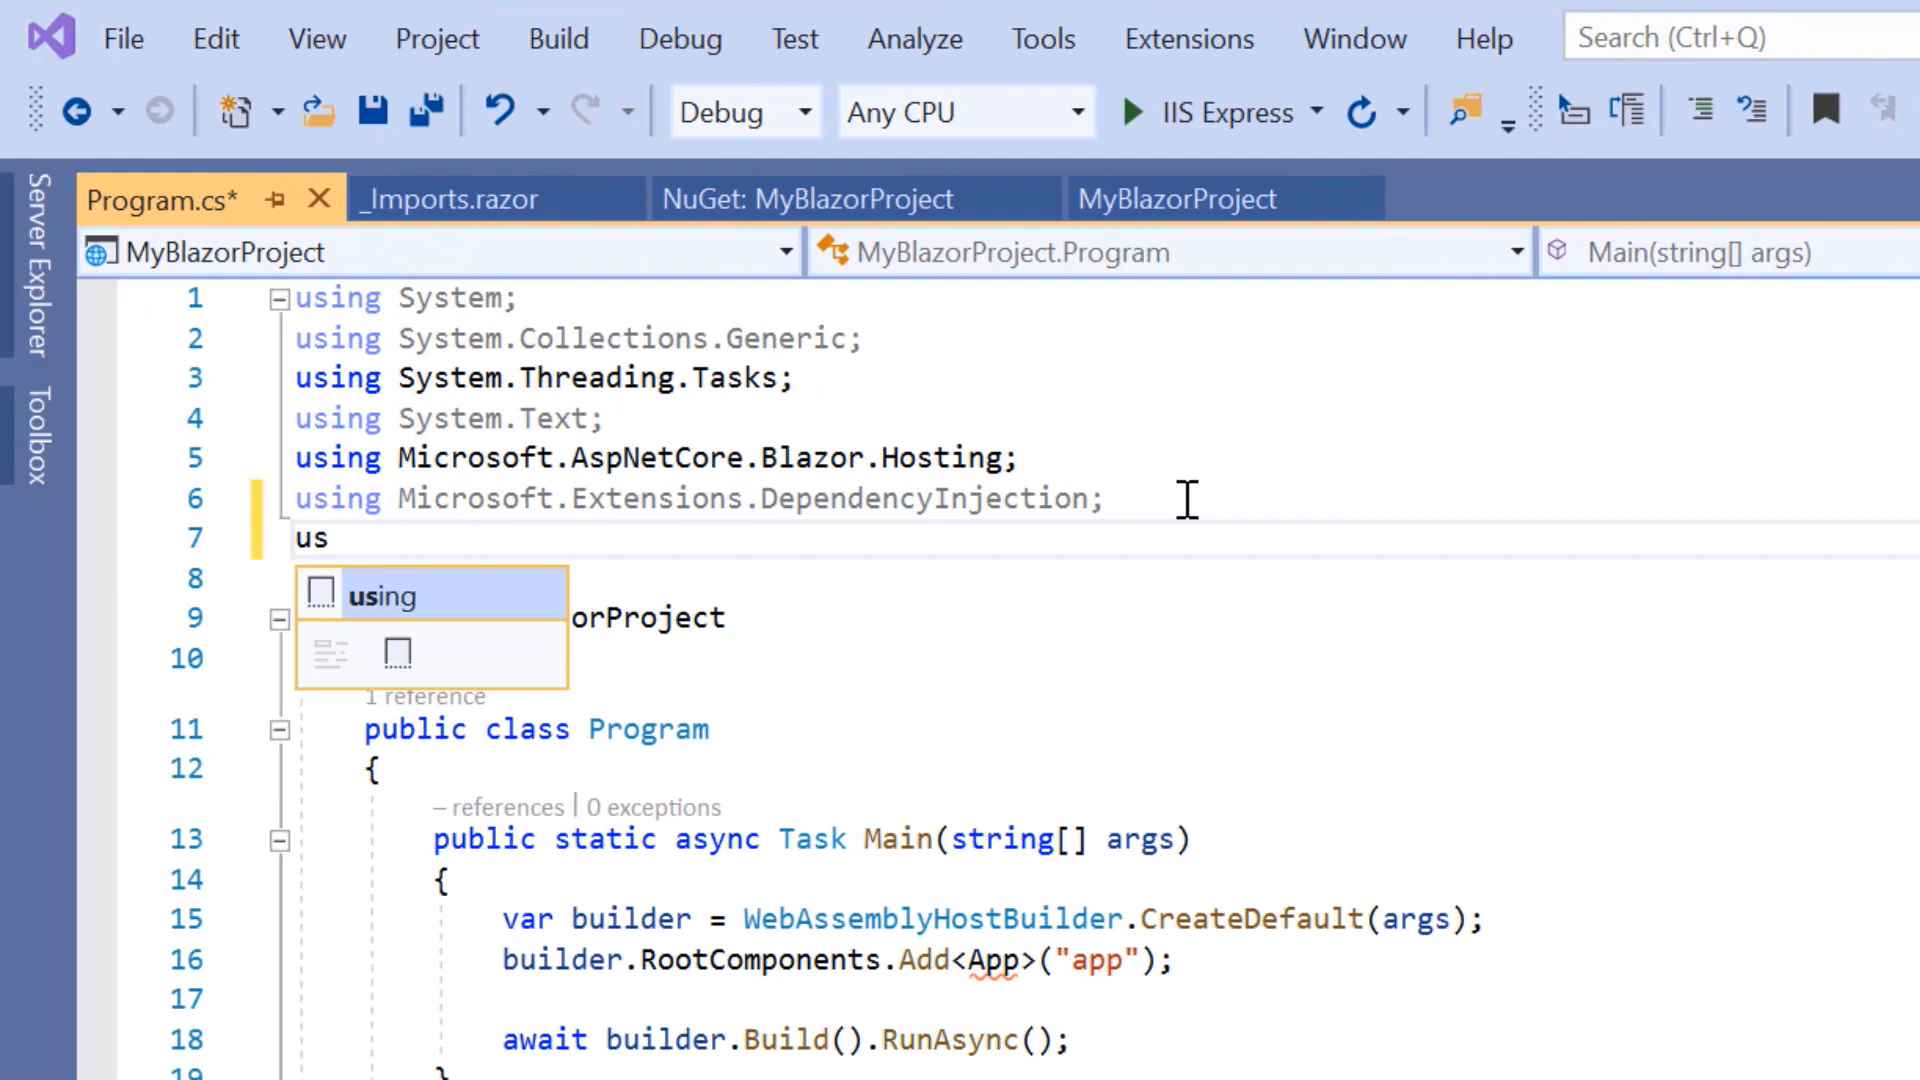 File Edit View Project Build Debug Test Analyze Tools Extensions Window Help Search (Ctrl+Q)
Debug Any CPU IIS Express
Server Explorer
Toolbox
Program.cs* _Imports.razor NuGet: MyBlazorProject MyBlazorProject
MyBlazorProject MyBlazorProject.Program Main(string[] args)
1 using System;
2 using System.Collections.Generic;
3 using System.Threading.Tasks;
4 using System.Text;
5 using Microsoft.AspNetCore.Blazor.Hosting;
6 using Microsoft.Extensions.DependencyInjection;
7 us
8 using
9 orProject
10
1 reference
11 public class Program
12 {
– references | 0 exceptions
13 public static async Task Main(string[] args)
14 {
15 var builder = WebAssemblyHostBuilder.CreateDefault(args);
16 builder.RootComponents.Add<App>("app");
17
18 await builder.Build().RunAsync();
19 }